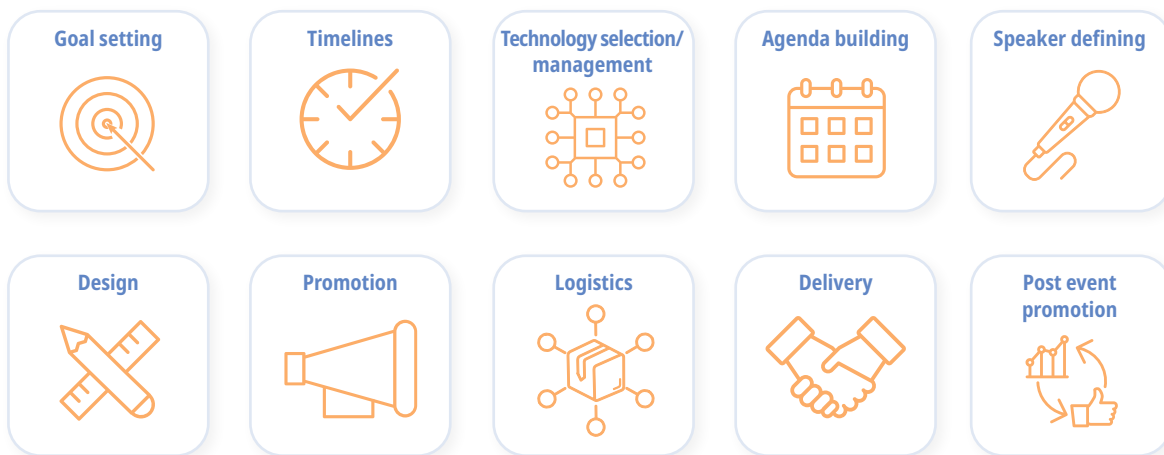 Goal setting
Timelines
Technology selection/
management
Agenda building
Speaker defining
Design
Promotion
Logistics
Delivery
Post event
promotion